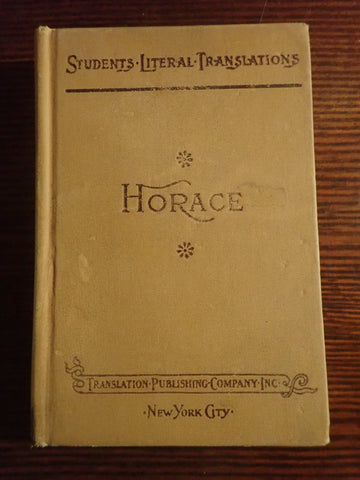 STUDENTS·LITERAL·TRANSLATIONS
HORACE
TRANSLATION·PUBLISHING·COMPANY·INC.
·NEW YORK CITY·